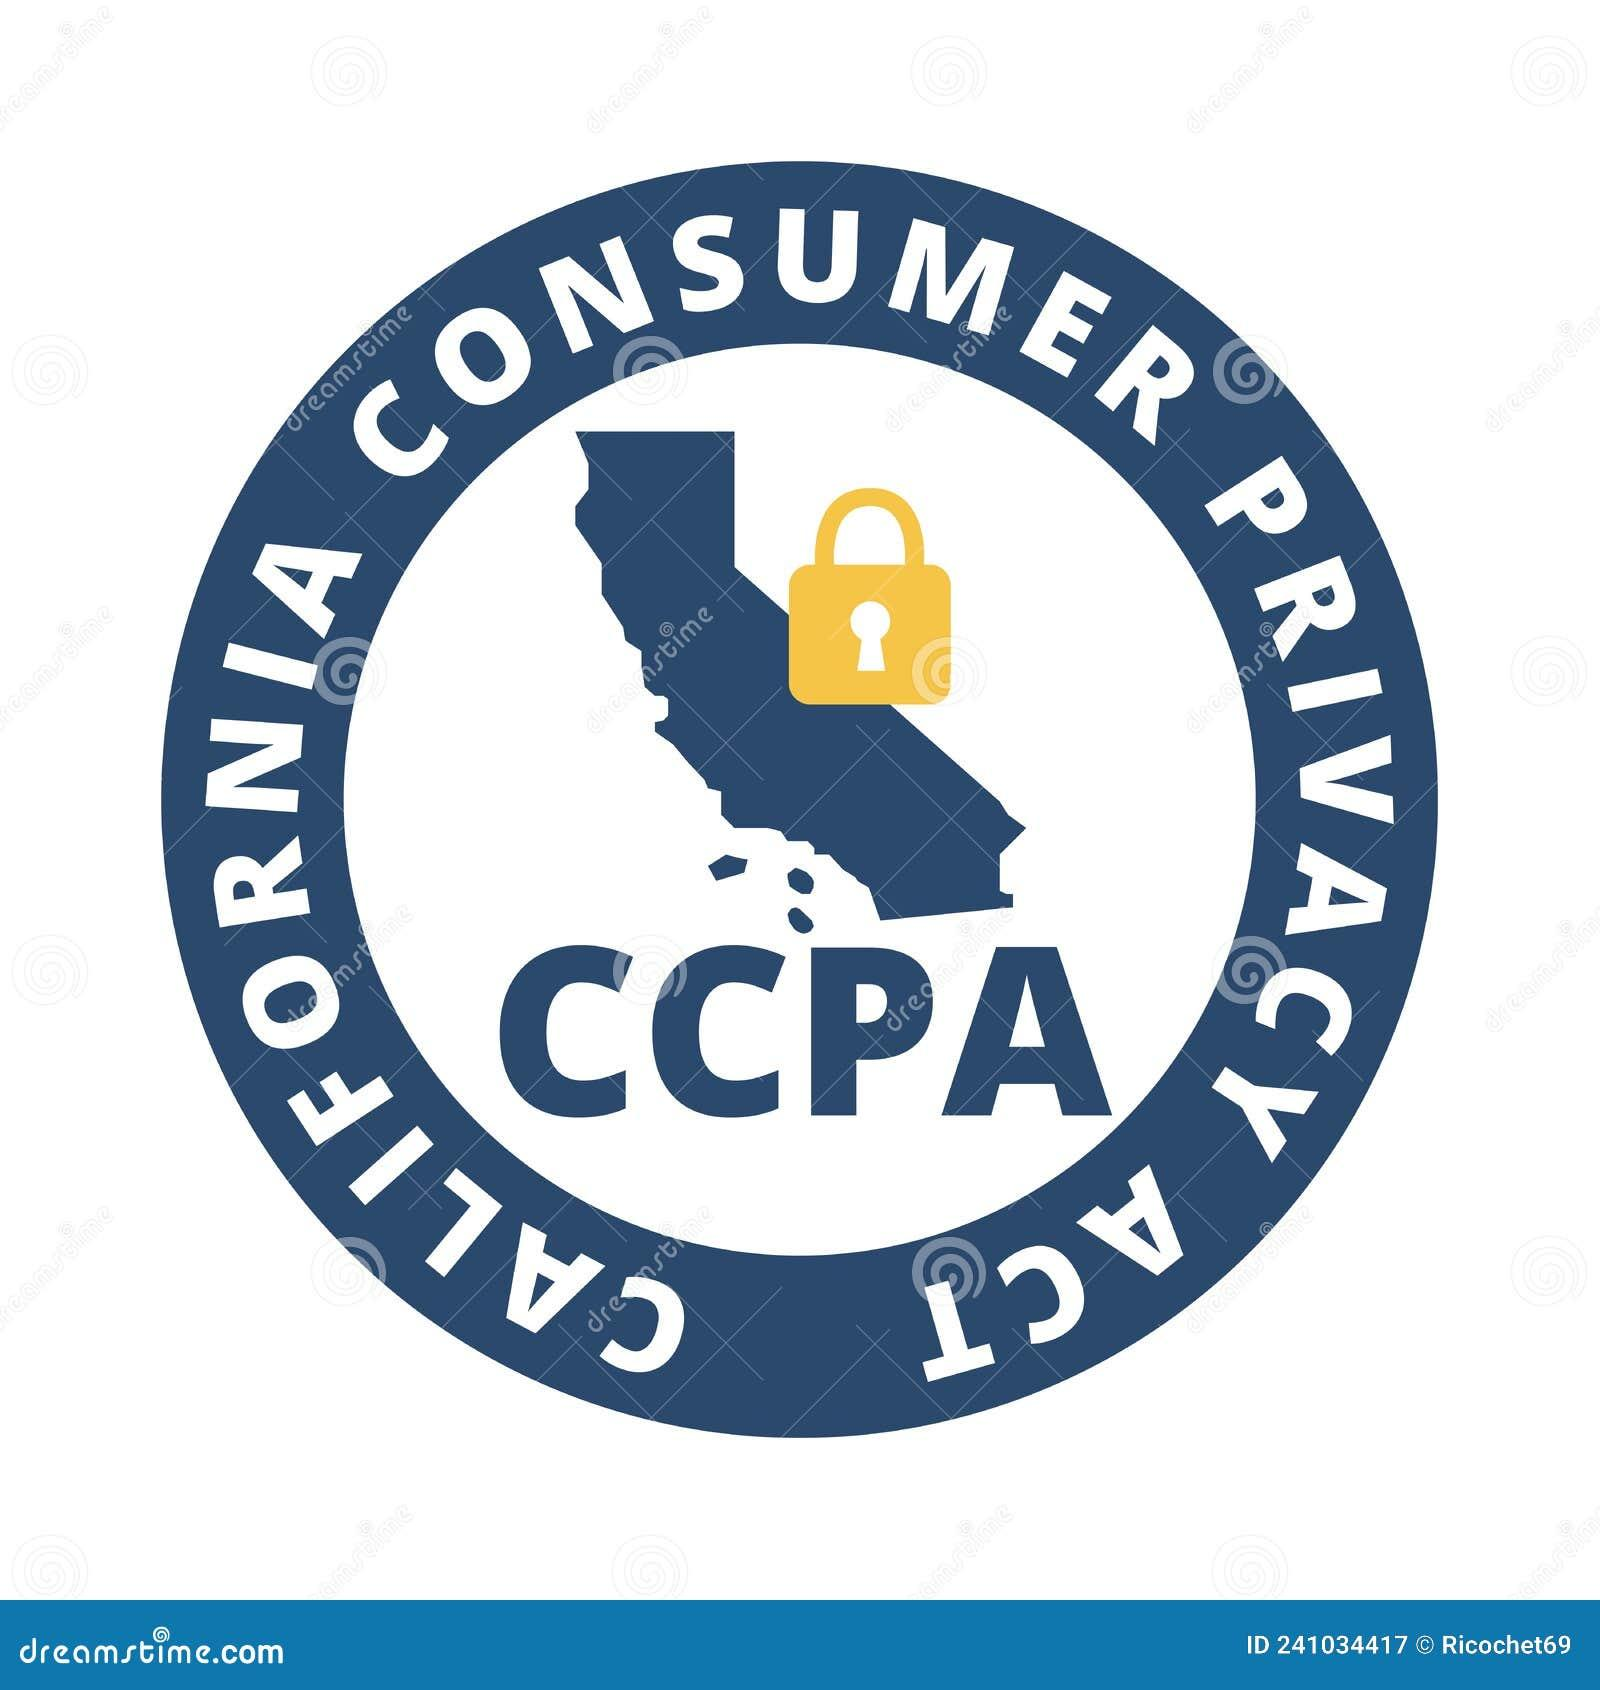 CALIFORNIA CONSUMER PRIVACY ACT
CCPA
dreamstime.com
ID 241034417 © Ricochet69